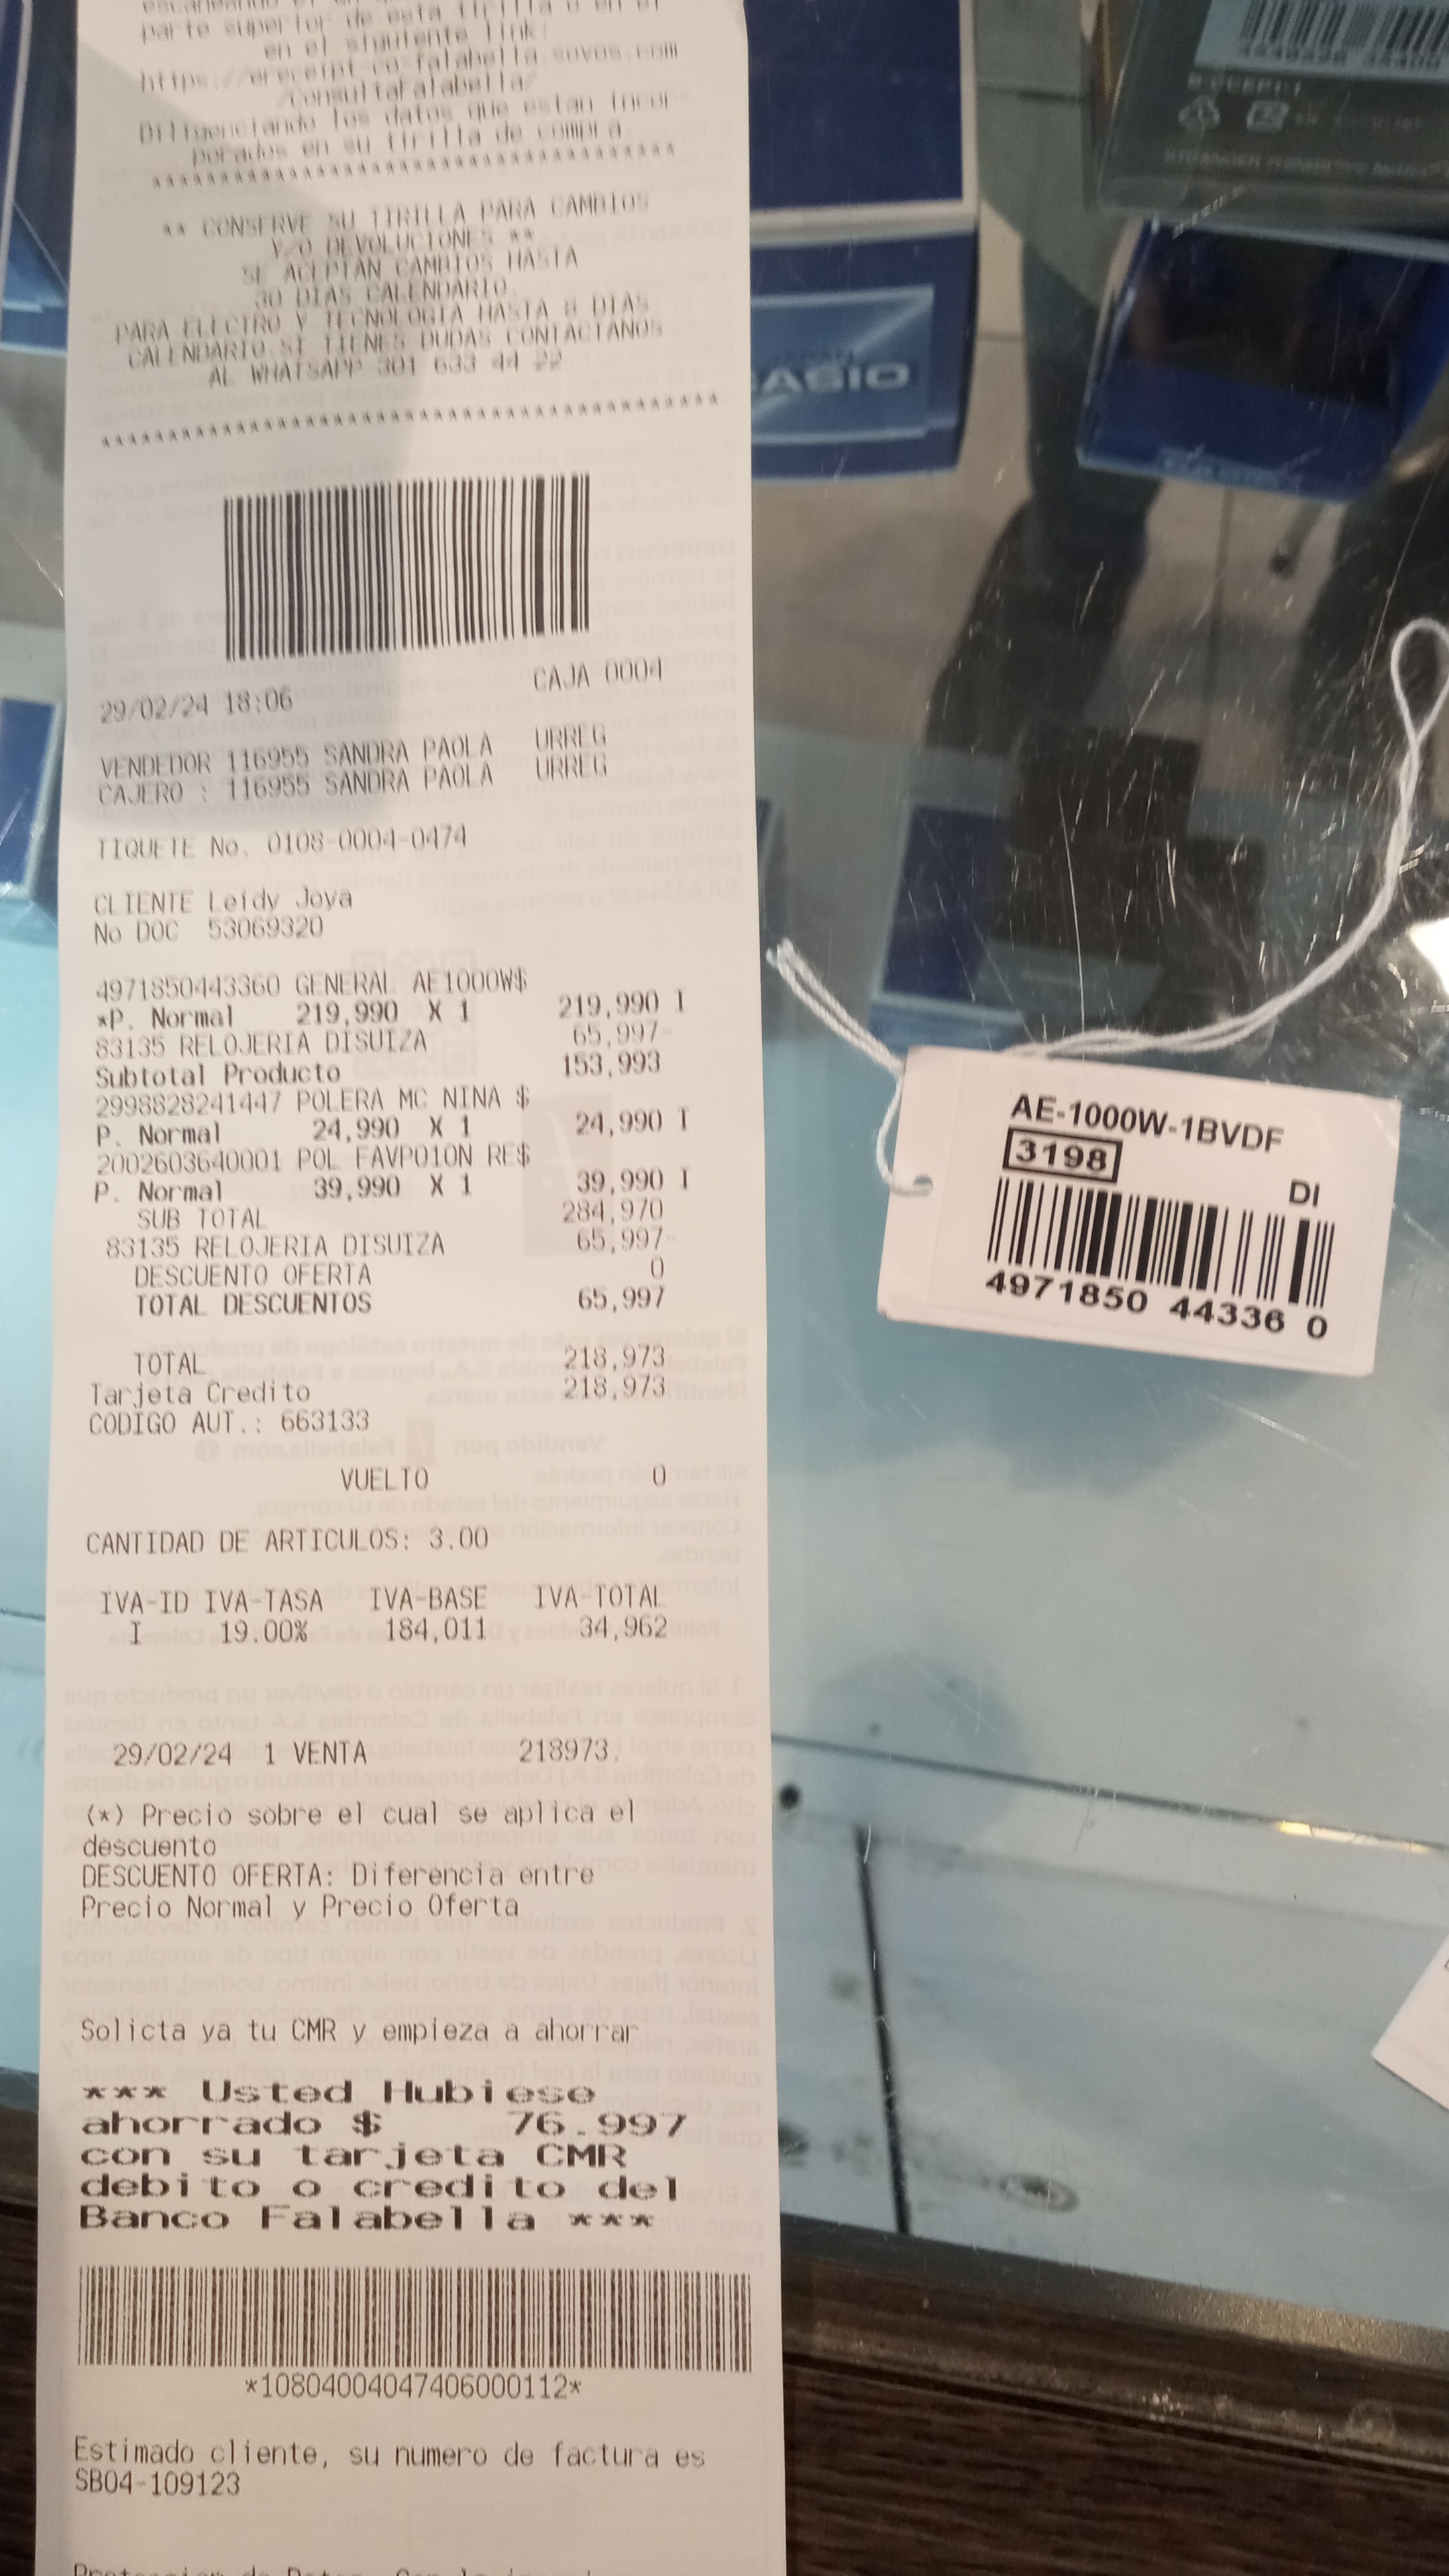 parte superior de esta tirilla o en el
en el siguiente link:
https://ereceipt-co-falabella.sovos.com
/consultaFalabella/
Diligenciando los datos que estan incor-
porados en su tirilla de compra.
****************************************
** CONSERVE SU TIRILLA PARA CAMBIOS
Y/O DEVOLUCIONES **
SE ACEPTAN CAMBIOS HASTA
30 DIAS CALENDARIO
PARA ELECTRO Y TECNOLOGIA HASTA 8 DIAS
CALENDARIO.SI TIENES DUDAS CONTACTANOS
AL WHATSAPP 301 633 44 22
****************************************
29/02/24 18:06 CAJA 0004
VENDEDOR 116955 SANDRA PAOLA URREG
CAJERO : 116955 SANDRA PAOLA URREG
TIQUETE No. 0108-0004-0474
CLIENTE Leidy Joya
No DOC 53069320
4971850443360 GENERAL AE1000W$
*P. Normal 219,990 X 1 219,990 I
83135 RELOJERIA DISUIZA 65,997-
Subtotal Producto 153,993
2998828241447 POLERA MC NINA $
P. Normal 24,990 X 1 24,990 I
2002603640001 POL FAVP01ON RE$
P. Normal 39,990 X 1 39,990 I
SUB TOTAL 284,970
83135 RELOJERIA DISUIZA 65,997-
DESCUENTO OFERTA 0
TOTAL DESCUENTOS 65,997
TOTAL 218,973
Tarjeta Credito 218,973
CODIGO AUT.: 663133
VUELTO 0
CANTIDAD DE ARTICULOS: 3.00
IVA-ID IVA-TASA IVA-BASE IVA-TOTAL
I 19.00% 184,011 34,962
29/02/24 1 VENTA 218973.
(*) Precio sobre el cual se aplica el
descuento
DESCUENTO OFERTA: Diferencia entre
Precio Normal y Precio Oferta
Solicta ya tu CMR y empieza a ahorrar
*** Usted Hubiese
ahorrado $ 76.997
con su tarjeta CMR
debito o credito del
Banco Falabella ***
*10804004047406000112*
Estimado cliente, su numero de factura es
SB04-109123
AE-1000W-1BVDF
3198
DI
4971850 44336 0
CASIO